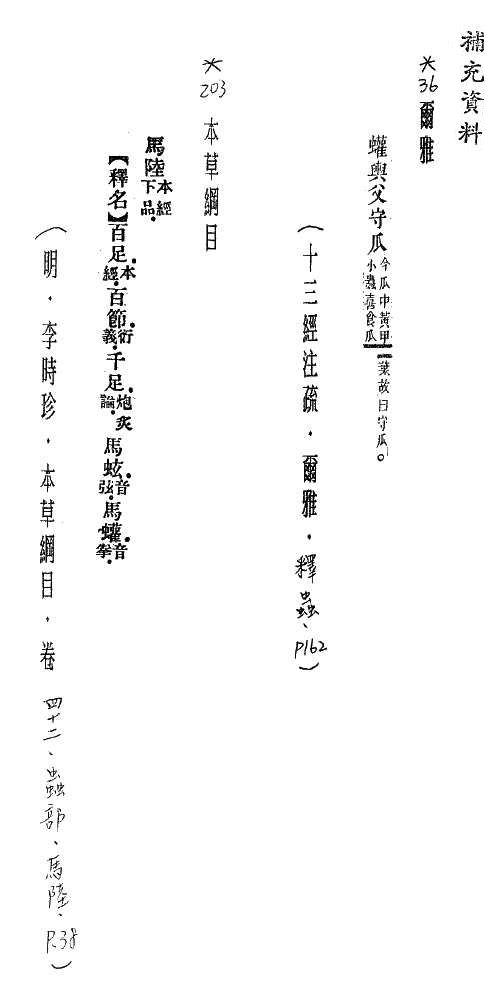 補充資料
*36 爾雅
蠸輿父守瓜 今瓜中黃甲小蟲喜食瓜葉故曰守瓜。
(十三經注疏．爾雅．釋蟲、P162)
*203 本草綱目
馬陸 本經下品．
【釋名】百足．本經．百節．衍義．千足．炮炙論．馬蚿．音弦．馬蠸．音拳．
(明．李時珍．本草綱目．卷四十二、蟲部、馬陸、P.38)